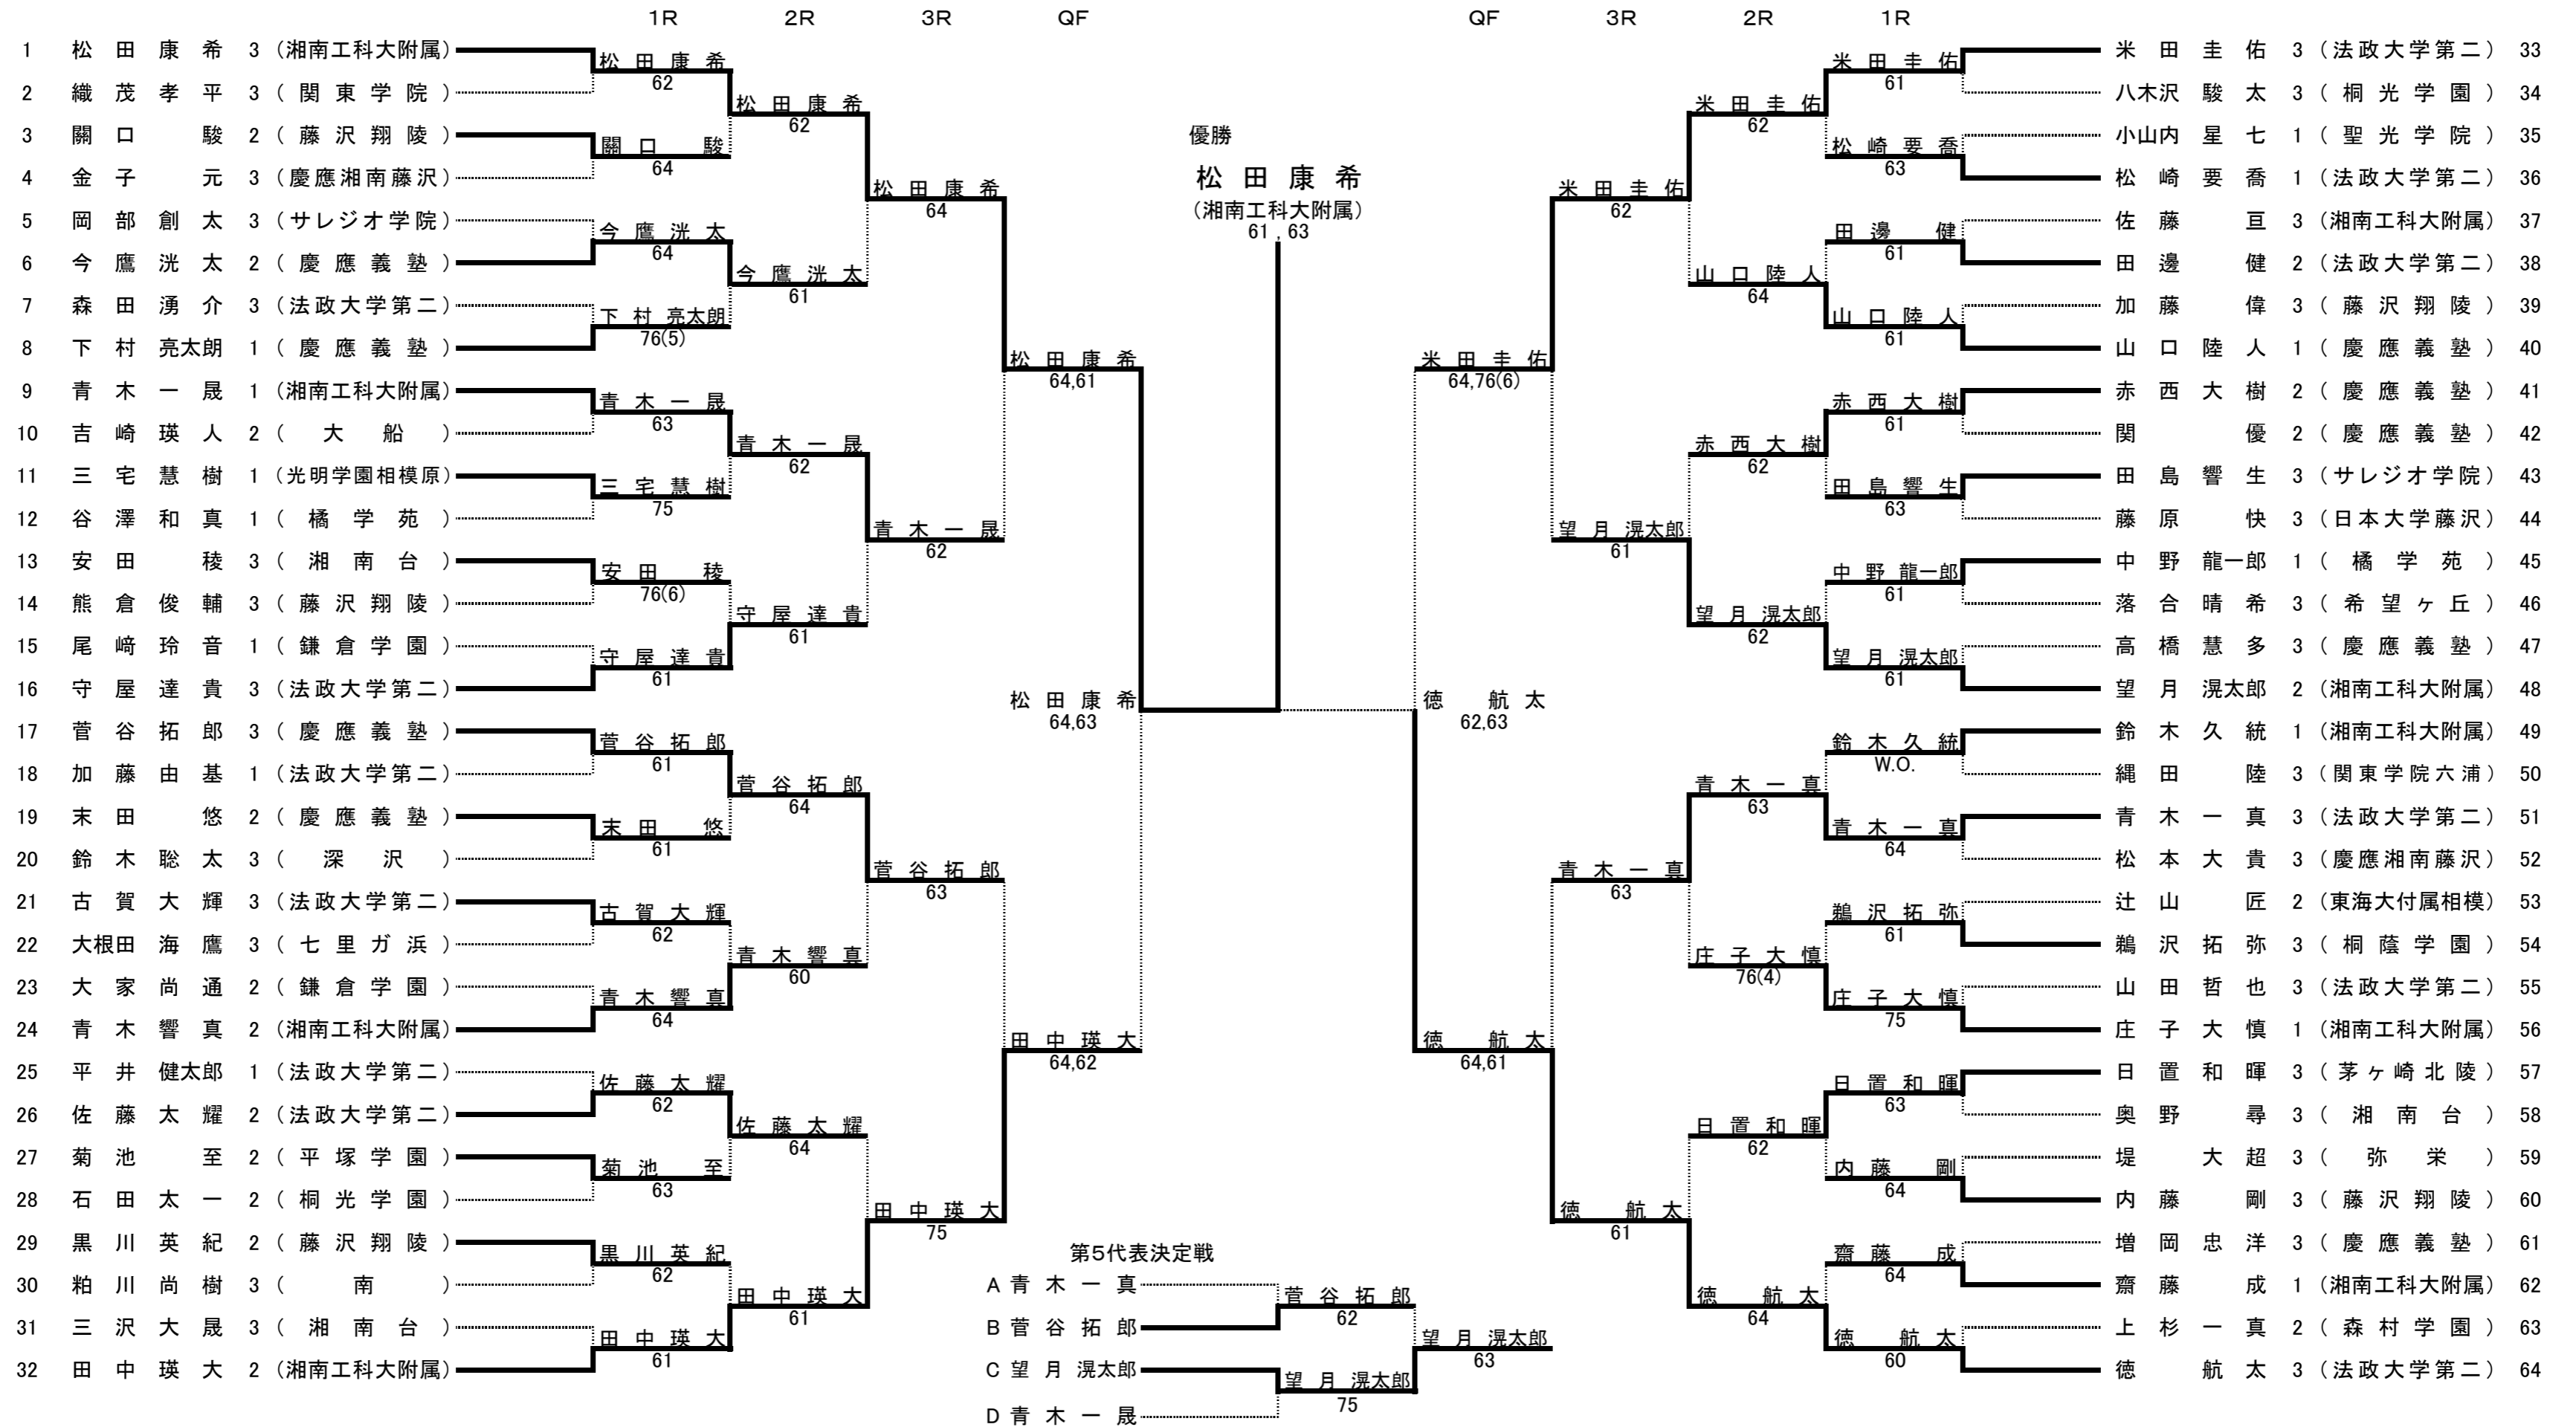 1R 2R 3R QF QF 3R 2R 1R
1 松田康希 3 (湘南工科大附属)
2 織茂孝平 3 (関東学院)
3 關口駿 2 (藤沢翔陵)
4 金子元 3 (慶應湘南藤沢)
5 岡部創太 3 (サレジオ学院)
6 今鷹洸太 2 (慶應義塾)
7 森田湧介 3 (法政大学第二)
8 下村亮太朗 1 (慶應義塾)
9 青木一晟 1 (湘南工科大附属)
10 吉崎瑛人 2 (大船)
11 三宅慧樹 1 (光明学園相模原)
12 谷澤和真 1 (橘学苑)
13 安田稜 3 (湘南台)
14 熊倉俊輔 3 (藤沢翔陵)
15 尾﨑玲音 1 (鎌倉学園)
16 守屋達貴 3 (法政大学第二)
17 菅谷拓郎 3 (慶應義塾)
18 加藤由基 1 (法政大学第二)
19 末田悠 2 (慶應義塾)
20 鈴木聡太 3 (深沢)
21 古賀大輝 3 (法政大学第二)
22 大根田海鷹 3 (七里ガ浜)
23 大家尚通 2 (鎌倉学園)
24 青木響真 2 (湘南工科大附属)
25 平井健太郎 1 (法政大学第二)
26 佐藤太耀 2 (法政大学第二)
27 菊池至 2 (平塚学園)
28 石田太一 2 (桐光学園)
29 黒川英紀 2 (藤沢翔陵)
30 粕川尚樹 3 (南)
31 三沢大晟 3 (湘南台)
32 田中瑛大 2 (湘南工科大附属)
松田康希
62
關口駿
64
今鷹洸太
64
下村亮太朗
76(5)
青木一晟
63
三宅慧樹
75
安田稜
76(6)
守屋達貴
61
菅谷拓郎
61
末田悠
61
古賀大輝
62
青木響真
64
佐藤太耀
62
菊池至
63
黒川英紀
62
田中瑛大
61
松田康希
62
今鷹洸太
61
青木一晟
62
守屋達貴
61
菅谷拓郎
64
青木響真
60
佐藤太耀
64
田中瑛大
61
松田康希
64
青木一晟
62
菅谷拓郎
63
田中瑛大
75
松田康希
64,61
田中瑛大
64,62
松田康希
64,63
優勝
松田康希
(湘南工科大附属)
61 , 63
徳航太
62,63
米田圭佑
64,76(6)
徳航太
64,61
米田圭佑
62
望月滉太郎
61
青木一真
63
徳航太
61
米田圭佑
62
山口陸人
64
赤西大樹
62
望月滉太郎
62
青木一真
63
庄子大慎
76(4)
日置和暉
62
徳航太
64
米田圭佑
61
松崎要喬
63
田邊健
61
山口陸人
61
赤西大樹
61
田島響生
63
中野龍一郎
61
望月滉太郎
61
鈴木久統
W.O.
青木一真
64
鵜沢拓弥
61
庄子大慎
75
日置和暉
63
内藤剛
64
齋藤成
64
徳航太
60
米田圭佑 3 (法政大学第二) 33
八木沢駿太 3 (桐光学園) 34
小山内星七 1 (聖光学院) 35
松崎要喬 1 (法政大学第二) 36
佐藤亘 3 (湘南工科大附属) 37
田邊健 2 (法政大学第二) 38
加藤偉 3 (藤沢翔陵) 39
山口陸人 1 (慶應義塾) 40
赤西大樹 2 (慶應義塾) 41
関優 2 (慶應義塾) 42
田島響生 3 (サレジオ学院) 43
藤原快 3 (日本大学藤沢) 44
中野龍一郎 1 (橘学苑) 45
落合晴希 3 (希望ヶ丘) 46
高橋慧多 3 (慶應義塾) 47
望月滉太郎 2 (湘南工科大附属) 48
鈴木久統 1 (湘南工科大附属) 49
縄田陸 3 (関東学院六浦) 50
青木一真 3 (法政大学第二) 51
松本大貴 3 (慶應湘南藤沢) 52
辻山匠 2 (東海大付属相模) 53
鵜沢拓弥 3 (桐蔭学園) 54
山田哲也 3 (法政大学第二) 55
庄子大慎 1 (湘南工科大附属) 56
日置和暉 3 (茅ヶ崎北陵) 57
奥野尋 3 (湘南台) 58
堤大超 3 (弥栄) 59
内藤剛 3 (藤沢翔陵) 60
増岡忠洋 3 (慶應義塾) 61
齋藤成 1 (湘南工科大附属) 62
上杉一真 2 (森村学園) 63
徳航太 3 (法政大学第二) 64
第5代表決定戦
A 青木一真
B 菅谷拓郎
C 望月滉太郎
D 青木一晟
菅谷拓郎
62
望月滉太郎
75
望月滉太郎
63